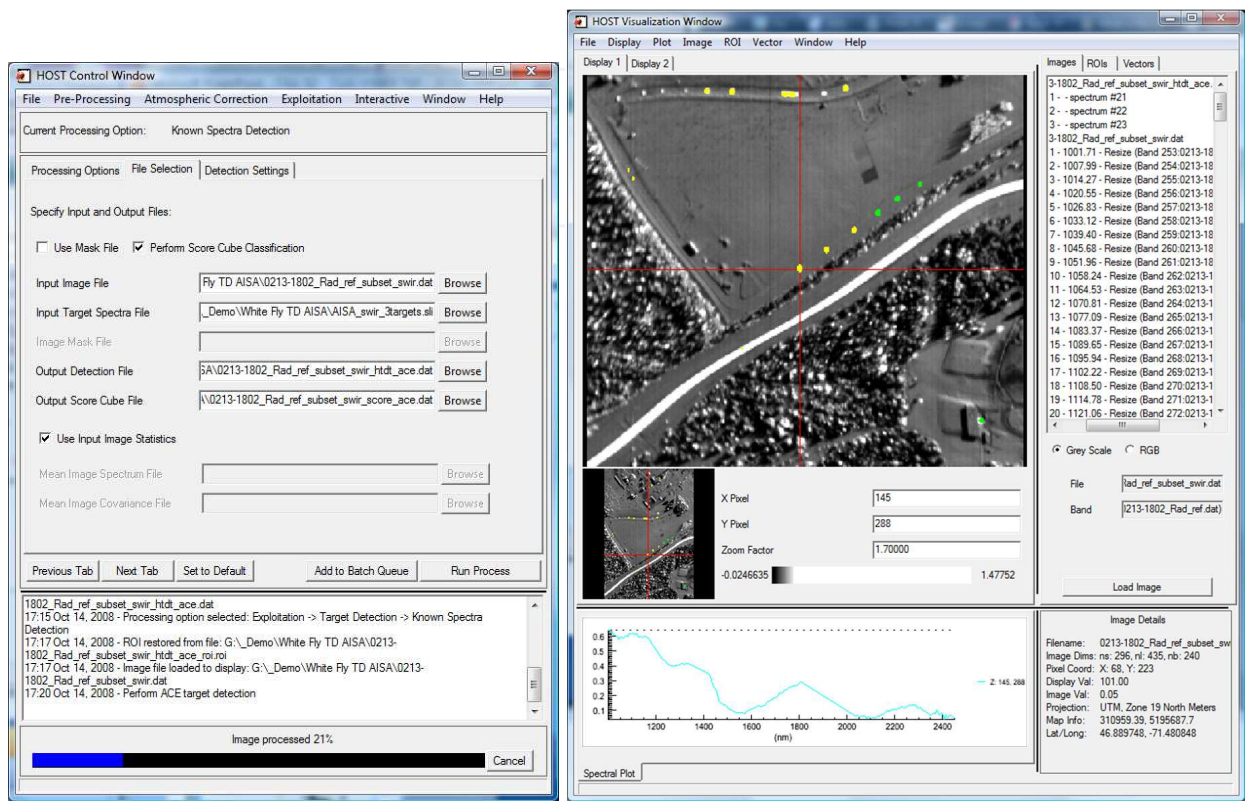 HOST Control Window
File Pre-Processing Atmospheric Correction Exploitation Interactive Window Help
Current Processing Option: Known Spectra Detection
Processing Options File Selection Detection Settings
Specify Input and Output Files:
Use Mask File Perform Score Cube Classification
Input Image File Fly TD AISA\0213-1802_Rad_ref_subset_swir.dat Browse
Input Target Spectra File _Demo\White Fly TD AISA\AISA_swir_3targets.sli Browse
Image Mask File Browse
Output Detection File SA\0213-1802_Rad_ref_subset_swir_htdt_ace.dat Browse
Output Score Cube File \0213-1802_Rad_ref_subset_swir_score_ace.dat Browse
Use Input Image Statistics
Mean Image Spectrum File Browse
Mean Image Covariance File Browse
Previous Tab Next Tab Set to Default Add to Batch Queue Run Process
1802_Rad_ref_subset_swir_htdt_ace.dat
17:15 Oct 14, 2008 - Processing option selected: Exploitation -> Target Detection -> Known Spectra
Detection
17:17 Oct 14, 2008 - ROI restored from file: G:\_Demo\White Fly TD AISA\0213-
1802_Rad_ref_subset_swir_htdt_ace_roi.roi
17:17 Oct 14, 2008 - Image file loaded to display: G:\_Demo\White Fly TD AISA\0213-
1802_Rad_ref_subset_swir.dat
17:20 Oct 14, 2008 - Perform ACE target detection
Image processed 21%
Cancel
HOST Visualization Window
File Display Plot Image ROI Vector Window Help
Display 1 Display 2
Images ROIs Vectors
3-1802_Rad_ref_subset_swir_htdt_ace.
1 - - spectrum #21
2 - - spectrum #22
3 - - spectrum #23
3-1802_Rad_ref_subset_swir.dat
1 - 1001.71 - Resize (Band 253:0213-18
2 - 1007.99 - Resize (Band 254:0213-18
3 - 1014.27 - Resize (Band 255:0213-18
4 - 1020.55 - Resize (Band 256:0213-18
5 - 1026.83 - Resize (Band 257:0213-18
6 - 1033.12 - Resize (Band 258:0213-18
7 - 1039.40 - Resize (Band 259:0213-18
8 - 1045.68 - Resize (Band 260:0213-18
9 - 1051.96 - Resize (Band 261:0213-18
10 - 1058.24 - Resize (Band 262:0213-1
11 - 1064.53 - Resize (Band 263:0213-1
12 - 1070.81 - Resize (Band 264:0213-1
13 - 1077.09 - Resize (Band 265:0213-1
14 - 1083.37 - Resize (Band 266:0213-1
15 - 1089.65 - Resize (Band 267:0213-1
16 - 1095.94 - Resize (Band 268:0213-1
17 - 1102.22 - Resize (Band 269:0213-1
18 - 1108.50 - Resize (Band 270:0213-1
19 - 1114.78 - Resize (Band 271:0213-1
20 - 1121.06 - Resize (Band 272:0213-1
Grey Scale RGB
File Rad_ref_subset_swir.dat
Band 0213-1802_Rad_ref.dat)
Load Image
X Pixel 145
Y Pixel 288
Zoom Factor 1.70000
-0.0246635 1.47752
0.6
0.5
0.4
0.3
0.2
0.1
1200 1400 1600 1800 2000 2200 2400
(nm)
Z: 145, 288
Spectral Plot
Image Details
Filename: 0213-1802_Rad_ref_subset_sw
Image Dims: ns: 296, nl: 435, nb: 240
Pixel Coord: X: 68, Y: 223
Display Val: 101.00
Image Val: 0.05
Projection: UTM, Zone 19 North Meters
Map Info: 310959.39, 5195687.7
Lat/Long: 46.889748, -71.480848